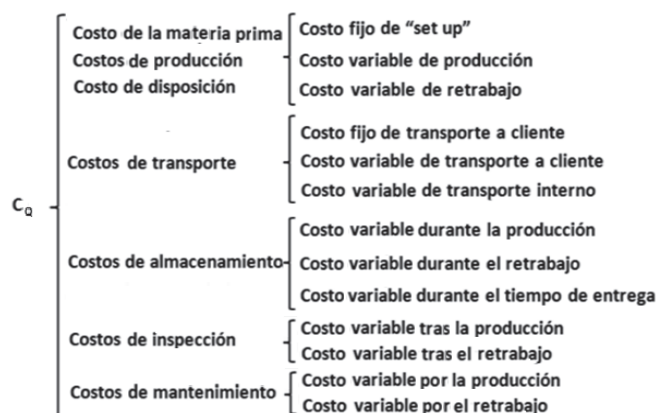 Costo de la materia prima
Costos de producción
Costo de disposición
Costo fijo de “set up”
Costo variable de producción
Costo variable de retrabajo
Costos de transporte
Costo fijo de transporte a cliente
Costo variable de transporte a cliente
Costo variable de transporte interno
C_Q
Costos de almacenamiento
Costo variable durante la producción
Costo variable durante el retrabajo
Costo variable durante el tiempo de entrega
Costos de inspección
Costo variable tras la producción
Costo variable tras el retrabajo
Costos de mantenimiento
Costo variable por la producción
Costo variable por el retrabajo